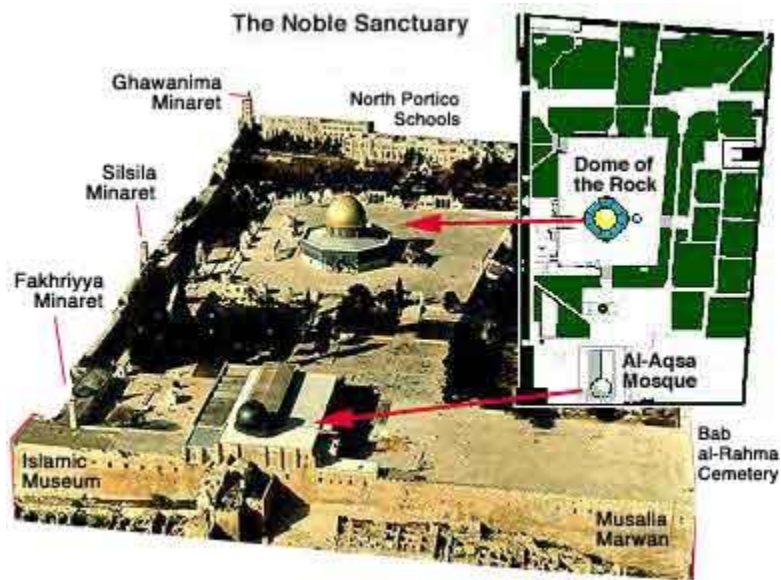 The Noble Sanctuary
Ghawanima
Minaret
North Portico
Schools
Silsila
Minaret
Dome of
the Rock
Fakhriyya
Minaret
Al-Aqsa
Mosque
Islamic
Museum
Bab
al-Rahma
Cemetery
Musalla
Marwan